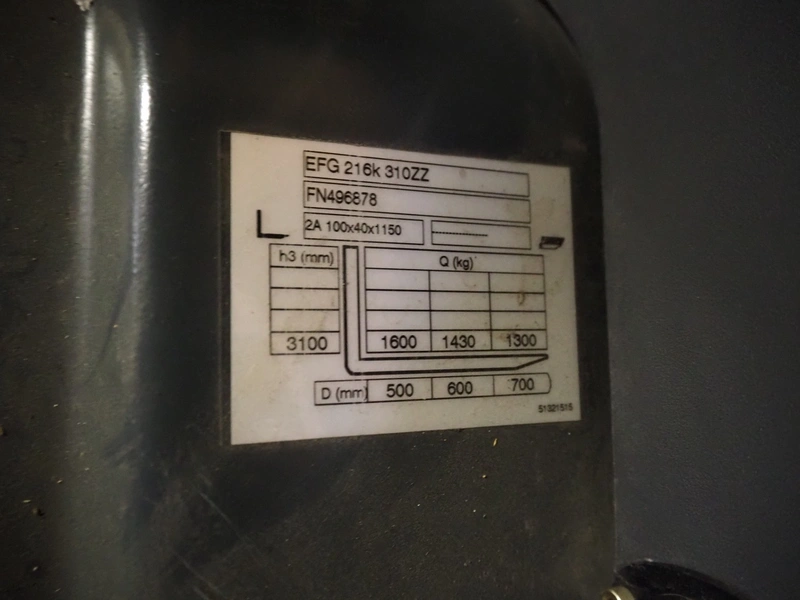 EFG 216k 310ZZ
FN496878
2A 100x40x1150
h3 (mm) Q (kg)
3100 1600 1430 1300
D (mm) 500 600 700
51321515